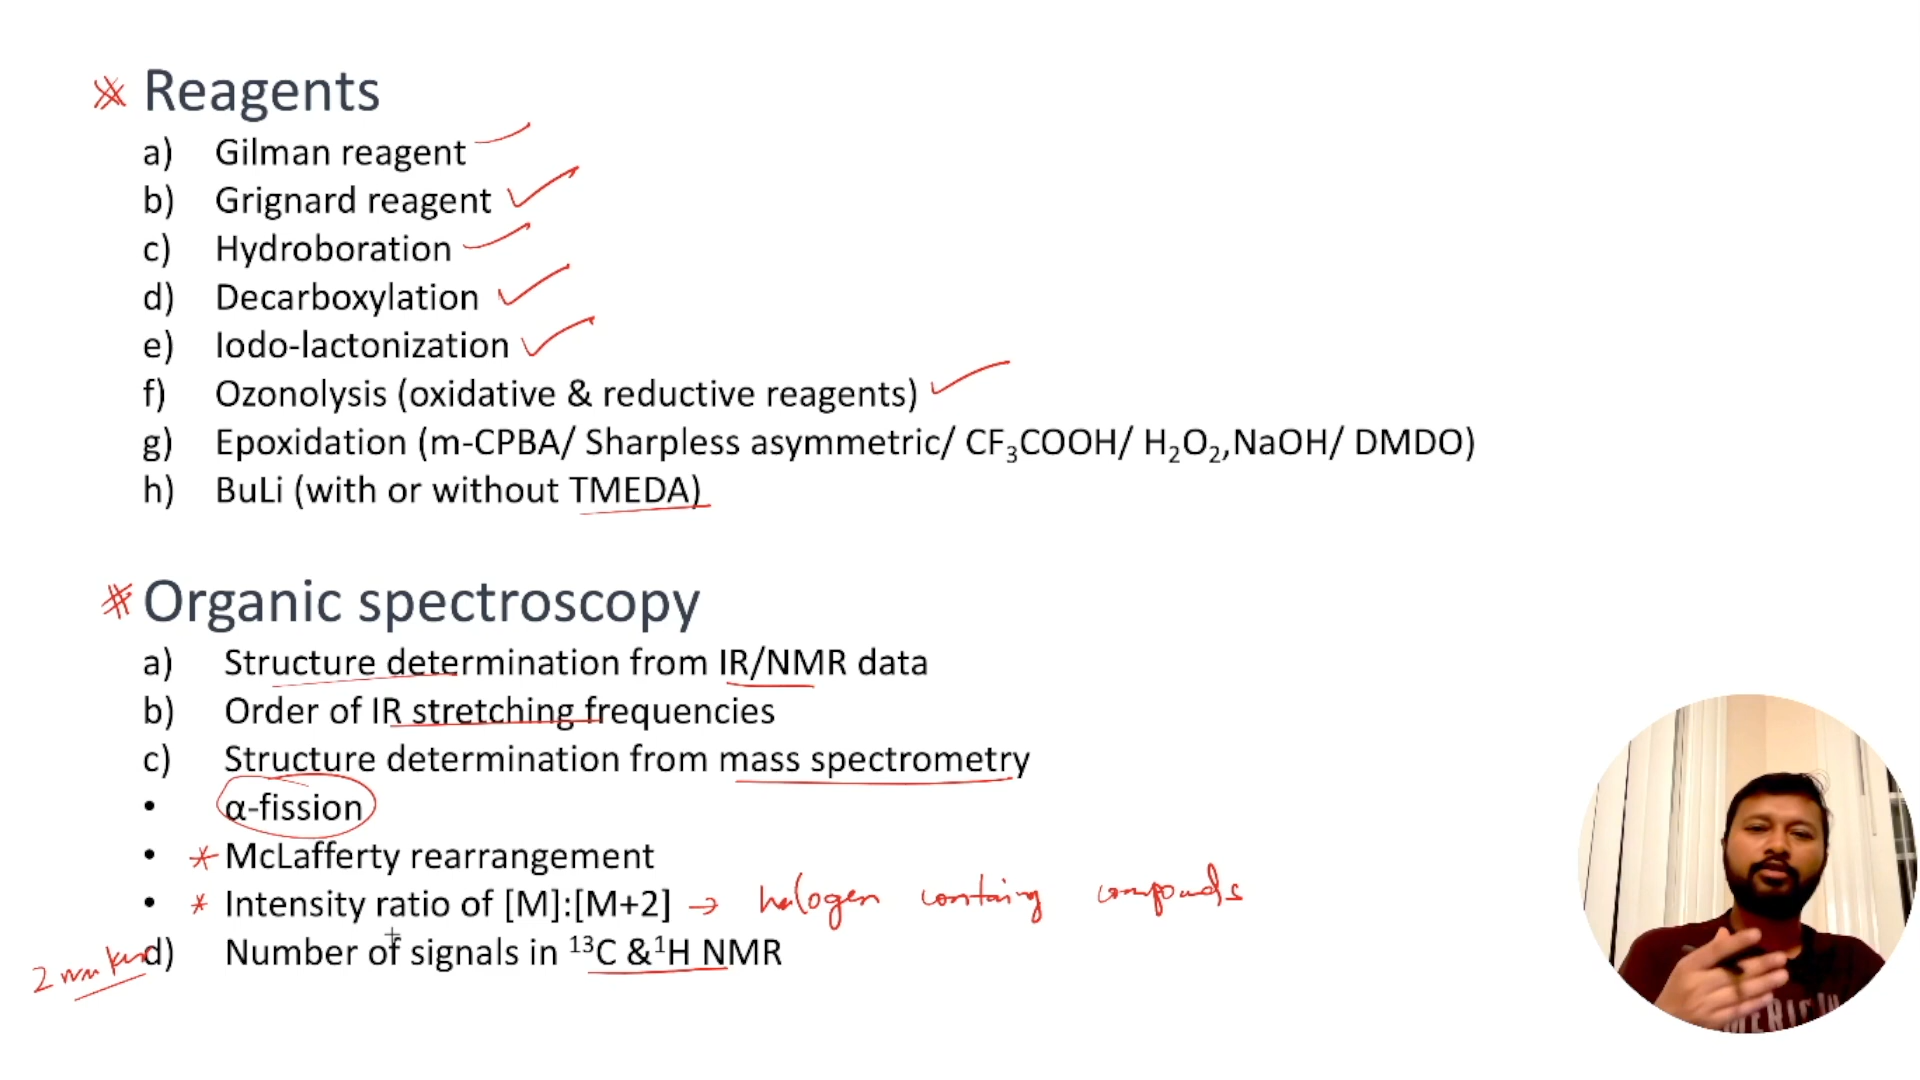 Reagents
a) Gilman reagent
b) Grignard reagent
c) Hydroboration
d) Decarboxylation
e) Iodo-lactonization
f) Ozonolysis (oxidative & reductive reagents)
g) Epoxidation (m-CPBA/ Sharpless asymmetric/ CF₃COOH/ H₂O₂,NaOH/ DMDO)
h) BuLi (with or without TMEDA)
Organic spectroscopy
a) Structure determination from IR/NMR data
b) Order of IR stretching frequencies
c) Structure determination from mass spectrometry
• α-fission
• * McLafferty rearrangement
• * Intensity ratio of [M]:[M+2] → halogen containing compounds
d) Number of signals in ¹³C &¹H NMR
2